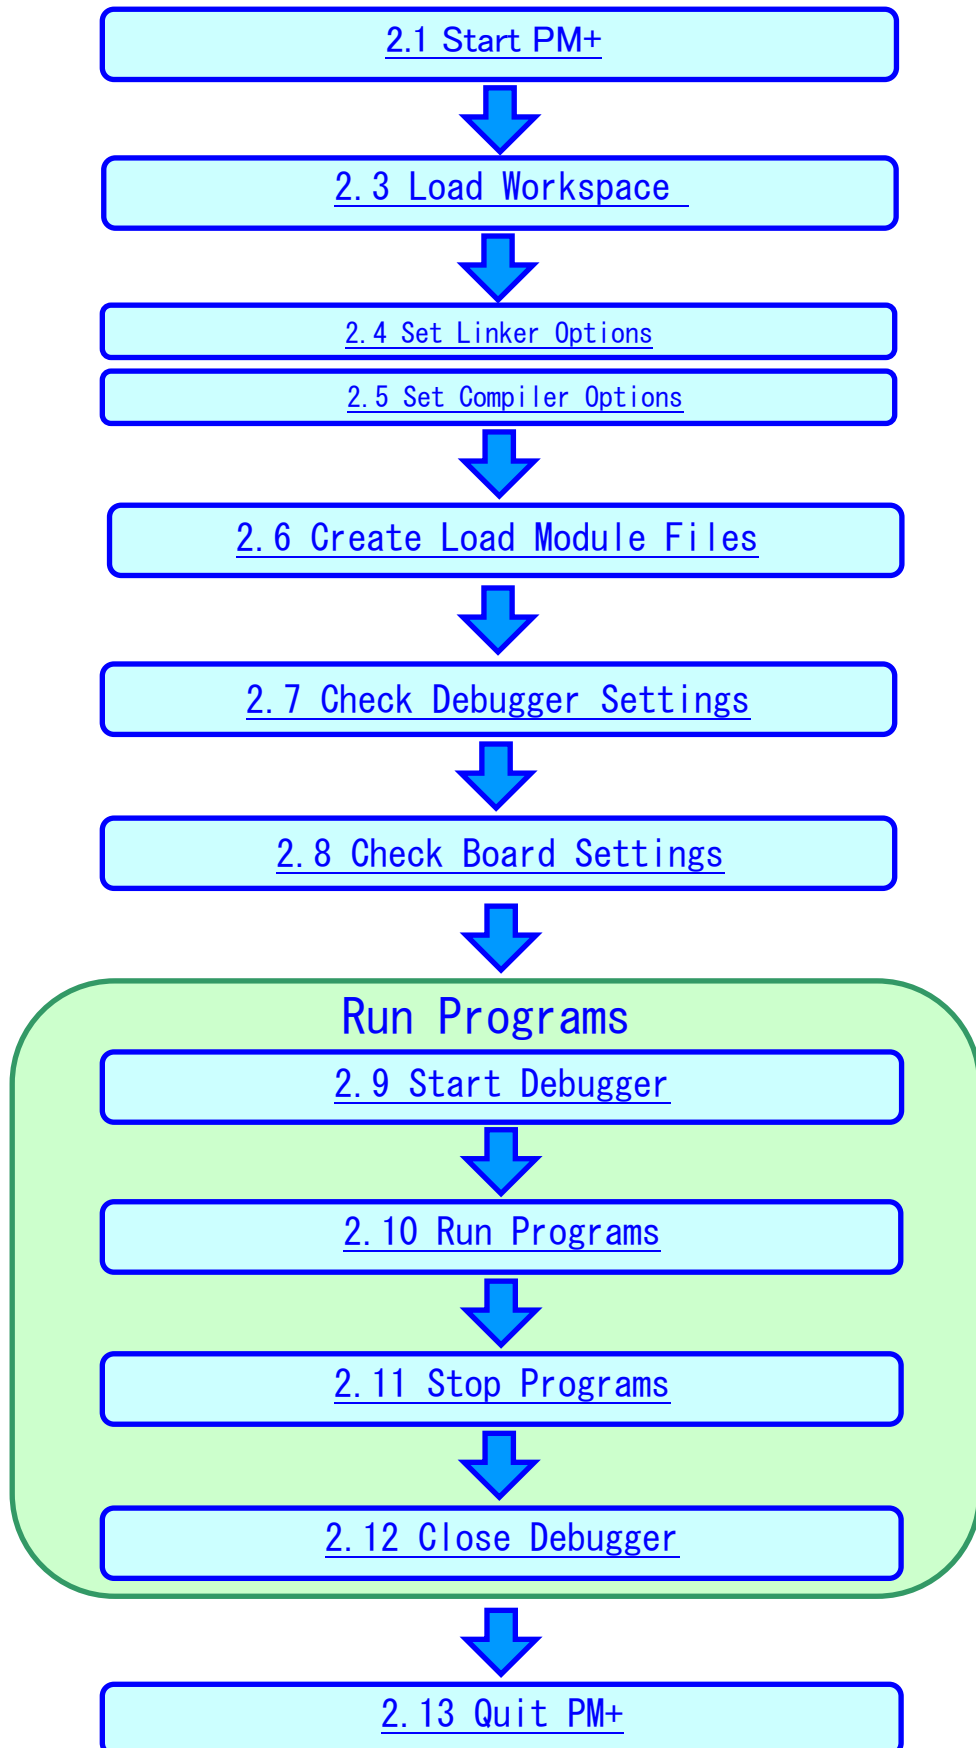 2.1 Start PM+
2.3 Load Workspace
2.4 Set Linker Options
2.5 Set Compiler Options
2.6 Create Load Module Files
2.7 Check Debugger Settings
2.8 Check Board Settings
Run Programs
2.9 Start Debugger
2.10 Run Programs
2.11 Stop Programs
2.12 Close Debugger
2.13 Quit PM+